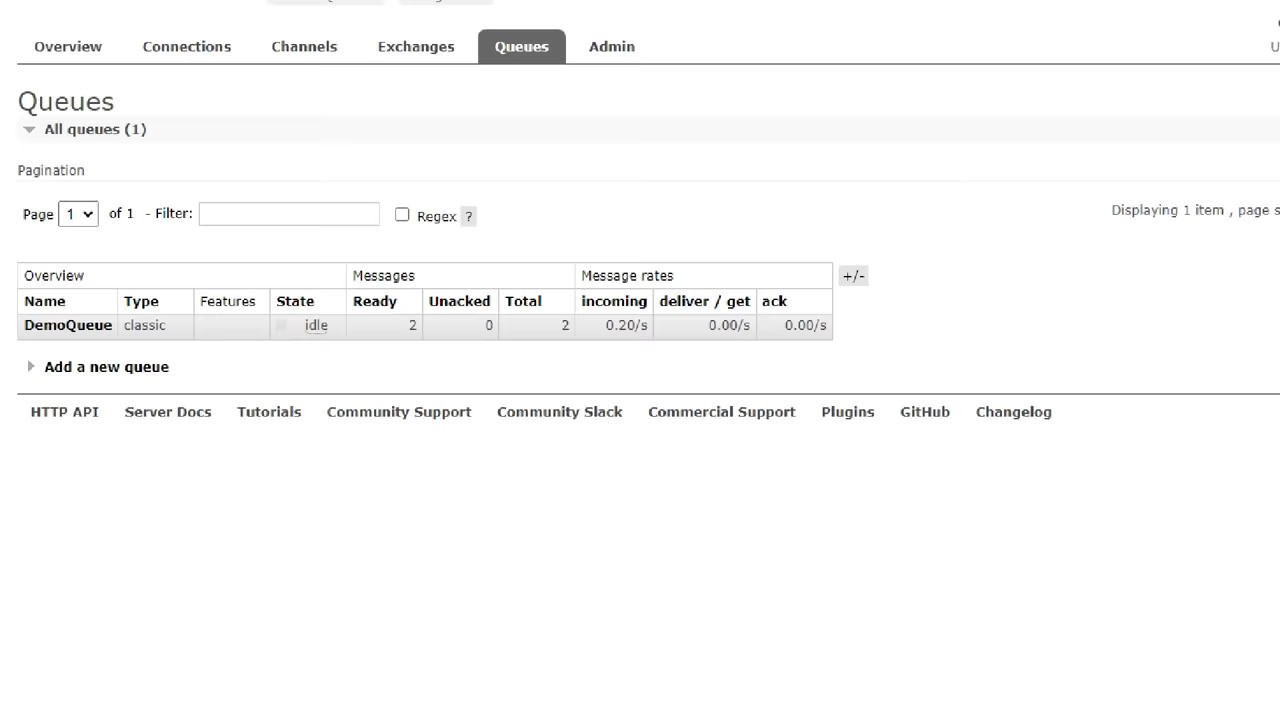 Overview Connections Channels Exchanges Queues Admin
Queues
All queues (1)
Pagination
Page 1 of 1 - Filter: Regex ? Displaying 1 item , page
Overview Messages Message rates +/-
Name Type Features State Ready Unacked Total incoming deliver / get ack
DemoQueue classic idle 2 0 2 0.20/s 0.00/s 0.00/s
Add a new queue
HTTP API Server Docs Tutorials Community Support Community Slack Commercial Support Plugins GitHub Changelog